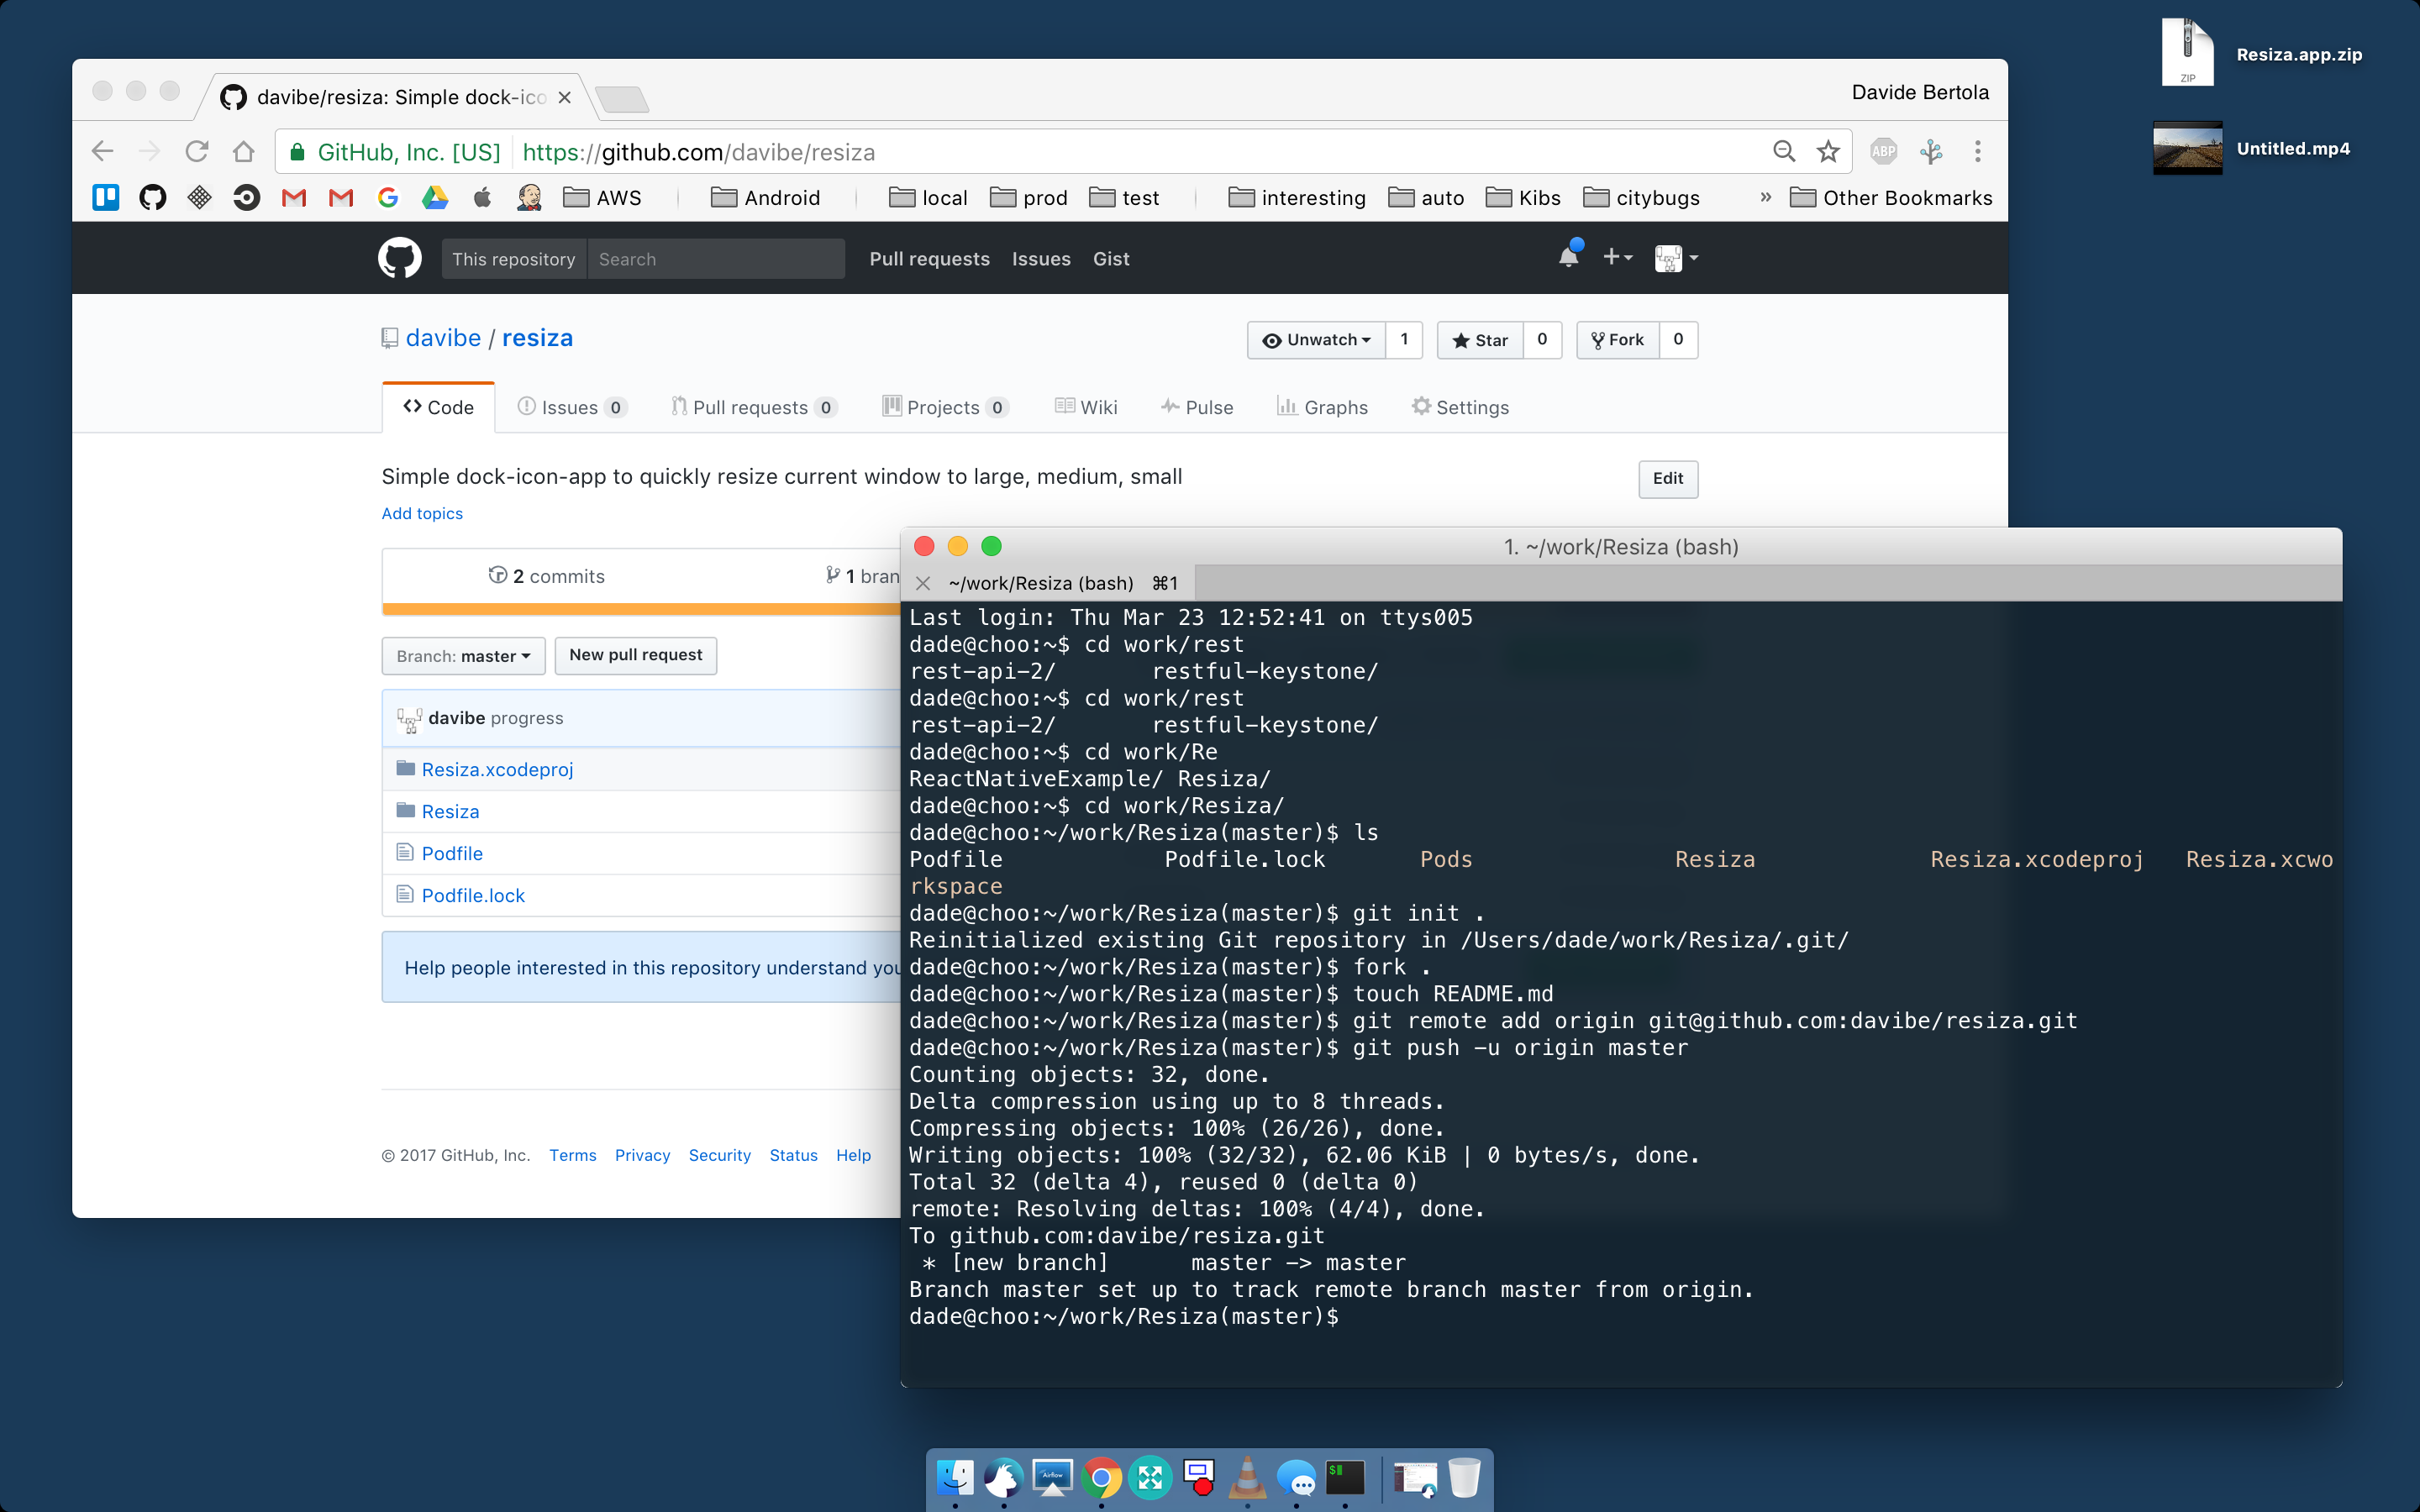 Resiza.app.zip
ZIP
Untitled.mp4
davibe/resiza: Simple dock-ico
Davide Bertola
GitHub, Inc. [US] https://github.com/davibe/resiza
ABP
AWS Android local prod test interesting auto Kibs citybugs » Other Bookmarks
This repository Search Pull requests Issues Gist
davibe / resiza
Unwatch 1 Star 0 Fork 0
Code Issues 0 Pull requests 0 Projects 0 Wiki Pulse Graphs Settings
Simple dock-icon-app to quickly resize current window to large, medium, small
Edit
Add topics
2 commits 1 bran
Branch: master New pull request
davibe progress
Resiza.xcodeproj
Resiza
Podfile
Podfile.lock
Help people interested in this repository understand you
© 2017 GitHub, Inc. Terms Privacy Security Status Help
1. ~/work/Resiza (bash)
~/work/Resiza (bash) ⌘1
Last login: Thu Mar 23 12:52:41 on ttys005
dade@choo:~$ cd work/rest
rest-api-2/ restful-keystone/
dade@choo:~$ cd work/rest
rest-api-2/ restful-keystone/
dade@choo:~$ cd work/Re
ReactNativeExample/ Resiza/
dade@choo:~$ cd work/Resiza/
dade@choo:~/work/Resiza(master)$ ls
Podfile Podfile.lock Pods Resiza Resiza.xcodeproj Resiza.xcwo
rkspace
dade@choo:~/work/Resiza(master)$ git init .
Reinitialized existing Git repository in /Users/dade/work/Resiza/.git/
dade@choo:~/work/Resiza(master)$ fork .
dade@choo:~/work/Resiza(master)$ touch README.md
dade@choo:~/work/Resiza(master)$ git remote add origin git@github.com:davibe/resiza.git
dade@choo:~/work/Resiza(master)$ git push -u origin master
Counting objects: 32, done.
Delta compression using up to 8 threads.
Compressing objects: 100% (26/26), done.
Writing objects: 100% (32/32), 62.06 KiB | 0 bytes/s, done.
Total 32 (delta 4), reused 0 (delta 0)
remote: Resolving deltas: 100% (4/4), done.
To github.com:davibe/resiza.git
* [new branch] master -> master
Branch master set up to track remote branch master from origin.
dade@choo:~/work/Resiza(master)$
Airflow
$